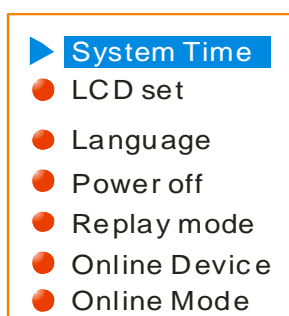 System Time
LCD set
Language
Power off
Replay mode
Online Device
Online Mode